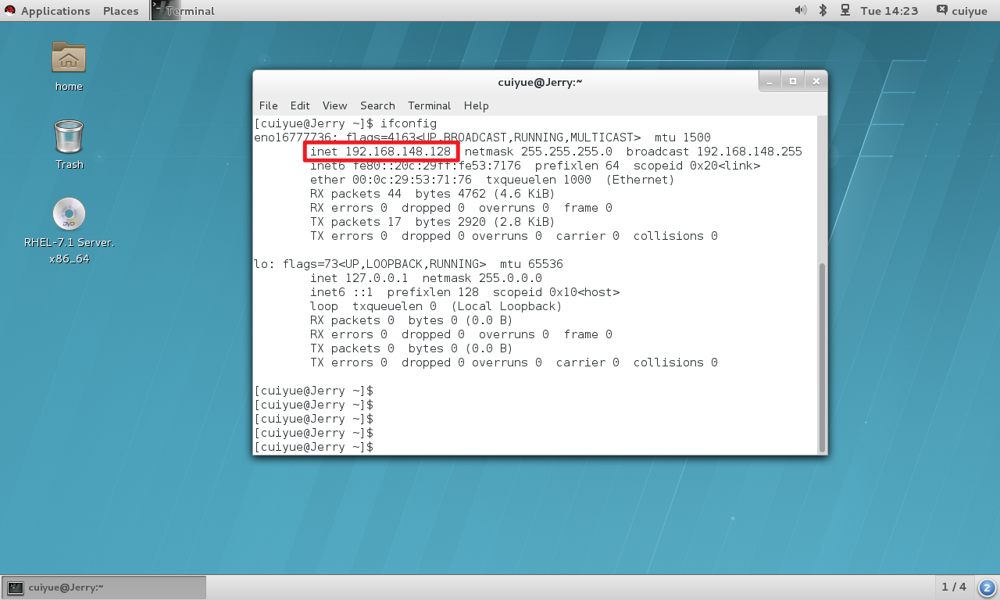 Applications Places Terminal Tue 14:23 cuiyue
home
Trash
DVD
RHEL-7.1 Server.
x86_64
cuiyue@Jerry:~
File Edit View Search Terminal Help
[cuiyue@Jerry ~]$ ifconfig
eno16777736: flags=4163<UP,BROADCAST,RUNNING,MULTICAST>  mtu 1500
        inet 192.168.148.128  netmask 255.255.255.0  broadcast 192.168.148.255
        inet6 fe80::20c:29ff:fe53:7176  prefixlen 64  scopeid 0x20<link>
        ether 00:0c:29:53:71:76  txqueuelen 1000  (Ethernet)
        RX packets 44  bytes 4762 (4.6 KiB)
        RX errors 0  dropped 0  overruns 0  frame 0
        TX packets 17  bytes 2920 (2.8 KiB)
        TX errors 0  dropped 0 overruns 0  carrier 0  collisions 0
lo: flags=73<UP,LOOPBACK,RUNNING>  mtu 65536
        inet 127.0.0.1  netmask 255.0.0.0
        inet6 ::1  prefixlen 128  scopeid 0x10<host>
        loop  txqueuelen 0  (Local Loopback)
        RX packets 0  bytes 0 (0.0 B)
        RX errors 0  dropped 0  overruns 0  frame 0
        TX packets 0  bytes 0 (0.0 B)
        TX errors 0  dropped 0 overruns 0  carrier 0  collisions 0
[cuiyue@Jerry ~]$
[cuiyue@Jerry ~]$
[cuiyue@Jerry ~]$
[cuiyue@Jerry ~]$
[cuiyue@Jerry ~]$
cuiyue@Jerry:~ 1 / 4 2